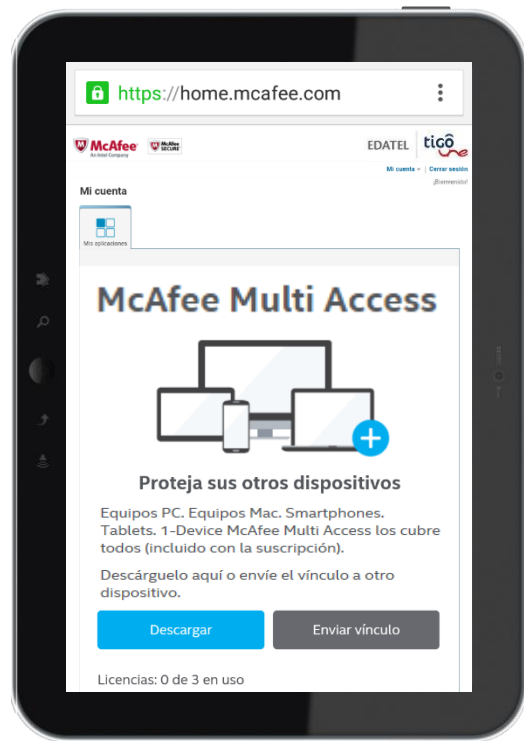 https://home.mcafee.com
McAfee
An Intel Company
McAfee
SECURE
EDATEL
tigo
une
Mi cuenta
Cerrar sesión
¡Bienvenido!
Mi cuenta
Mis aplicaciones
McAfee Multi Access
Proteja sus otros dispositivos
Equipos PC. Equipos Mac. Smartphones.
Tablets. 1-Device McAfee Multi Access los cubre
todos (incluido con la suscripción).
Descárguelo aquí o envíe el vínculo a otro
dispositivo.
Descargar
Enviar vínculo
Licencias: 0 de 3 en uso